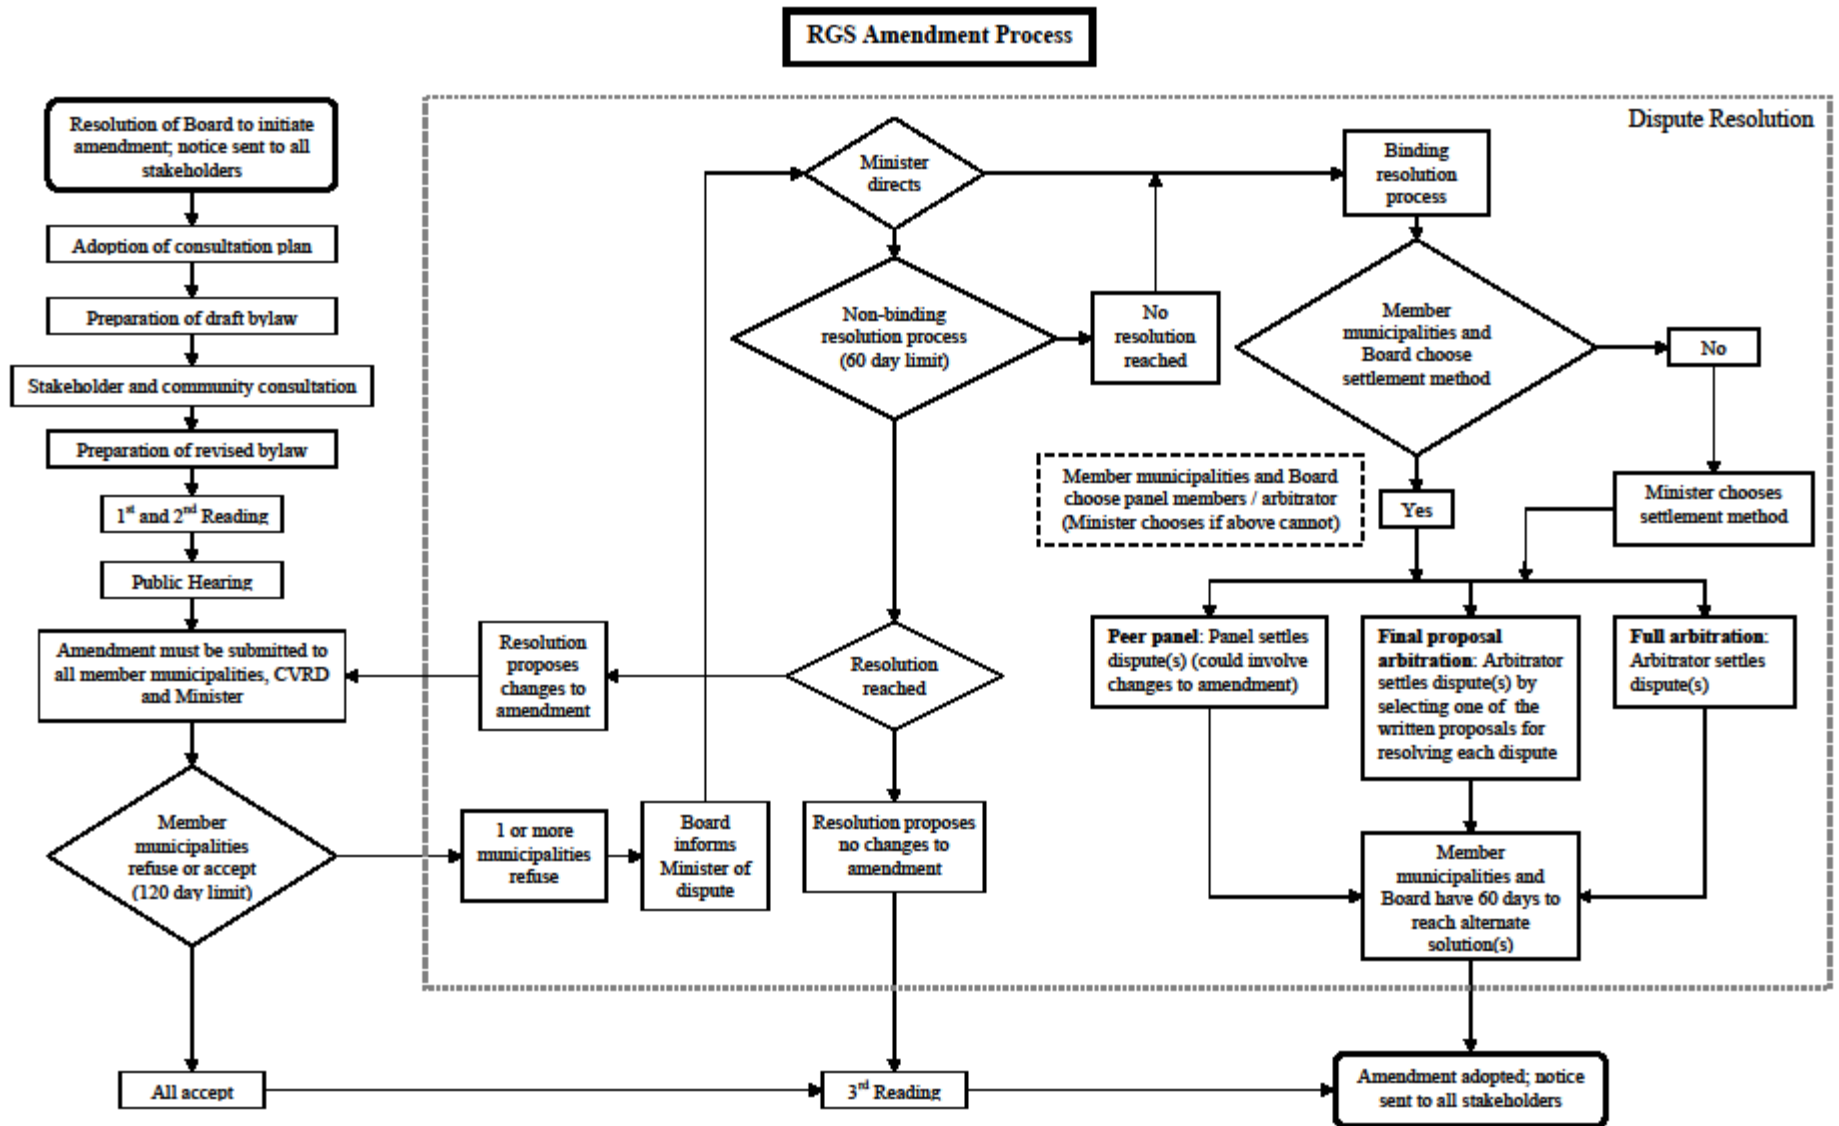 RGS Amendment Process
Resolution of Board to initiate
amendment; notice sent to all
stakeholders
Adoption of consultation plan
Preparation of draft bylaw
Stakeholder and community consultation
Preparation of revised bylaw
1st and 2nd Reading
Public Hearing
Amendment must be submitted to
all member municipalities, CVRD
and Minister
Member
municipalities
refuse or accept
(120 day limit)
All accept
Dispute Resolution
1 or more
municipalities
refuse
Board
informs
Minister of
dispute
Minister
directs
Non-binding
resolution process
(60 day limit)
No
resolution
reached
Resolution
reached
Resolution
proposes
changes to
amendment
Resolution proposes
no changes to
amendment
3rd Reading
Binding
resolution
process
Member
municipalities and
Board choose
settlement method
No
Minister chooses
settlement method
Yes
Member municipalities and Board
choose panel members / arbitrator
(Minister chooses if above cannot)
Peer panel: Panel settles
dispute(s) (could involve
changes to amendment)
Final proposal
arbitration: Arbitrator
settles dispute(s) by
selecting one of the
written proposals for
resolving each dispute
Full arbitration:
Arbitrator settles
dispute(s)
Member
municipalities and
Board have 60 days to
reach alternate
solution(s)
Amendment adopted; notice
sent to all stakeholders